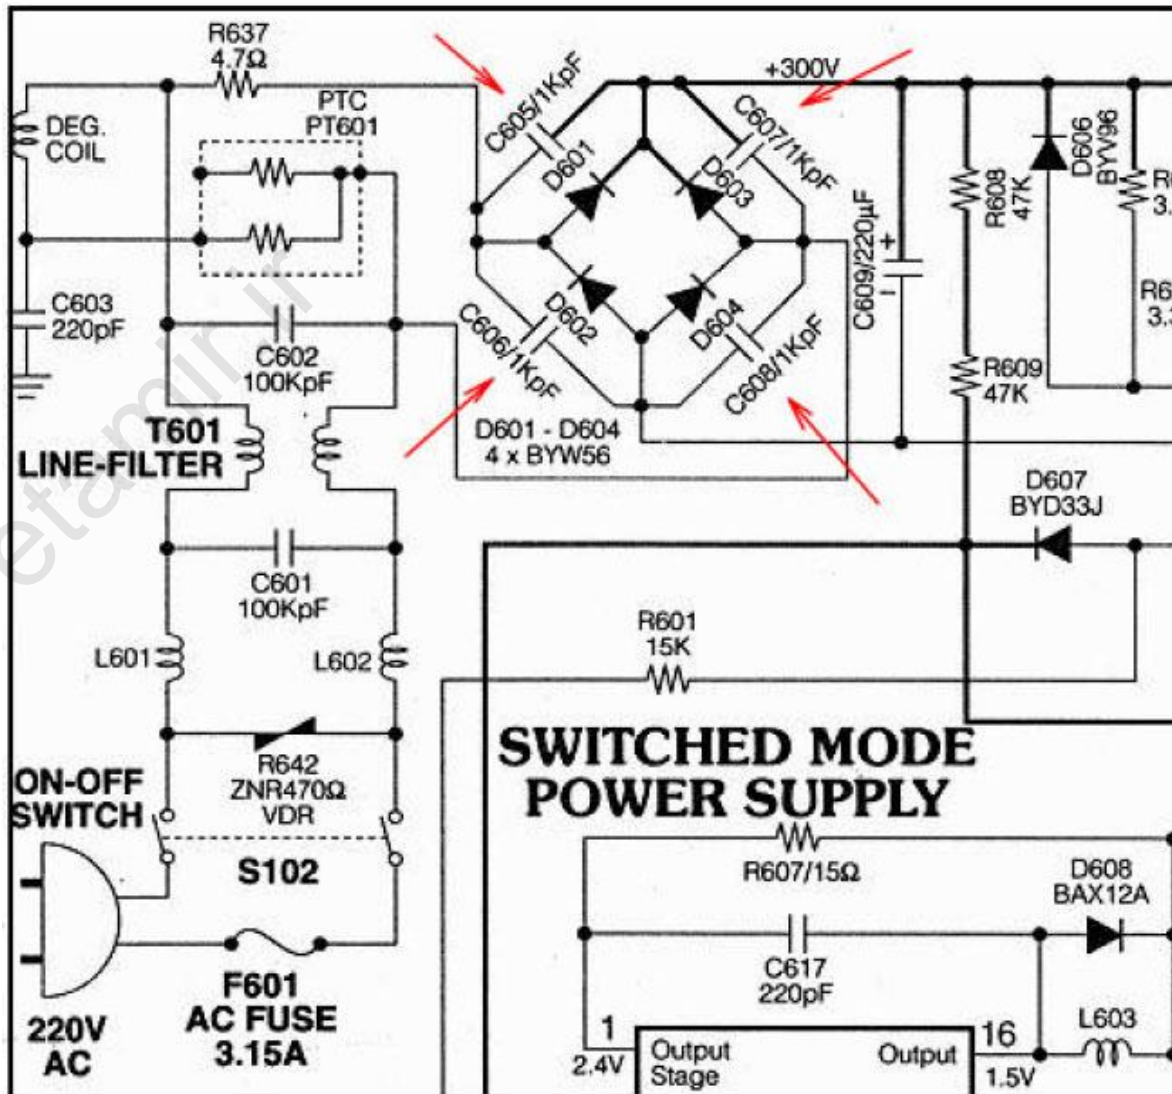 R637
4.7Ω
PTC
PT601
DEG.
COIL
C603
220pF
C602
100KpF
T601
LINE-FILTER
C601
100KpF
L601
L602
R642
ZNR470Ω
VDR
ON-OFF
SWITCH
S102
F601
AC FUSE
3.15A
220V
AC
C605/1KpF
D601
+300V
C607/1KpF
D603
D602
C606/1KpF
D604
C608/1KpF
D601 - D604
4 x BYW56
C609/220µF
+
-
R608
47K
R609
47K
D606
BYV96
D607
BYD33J
R601
15K
SWITCHED MODE
POWER SUPPLY
R607/15Ω
D608
BAX12A
C617
220pF
L603
1
2.4V
Output
Stage
Output
16
1.5V
etamir.ir